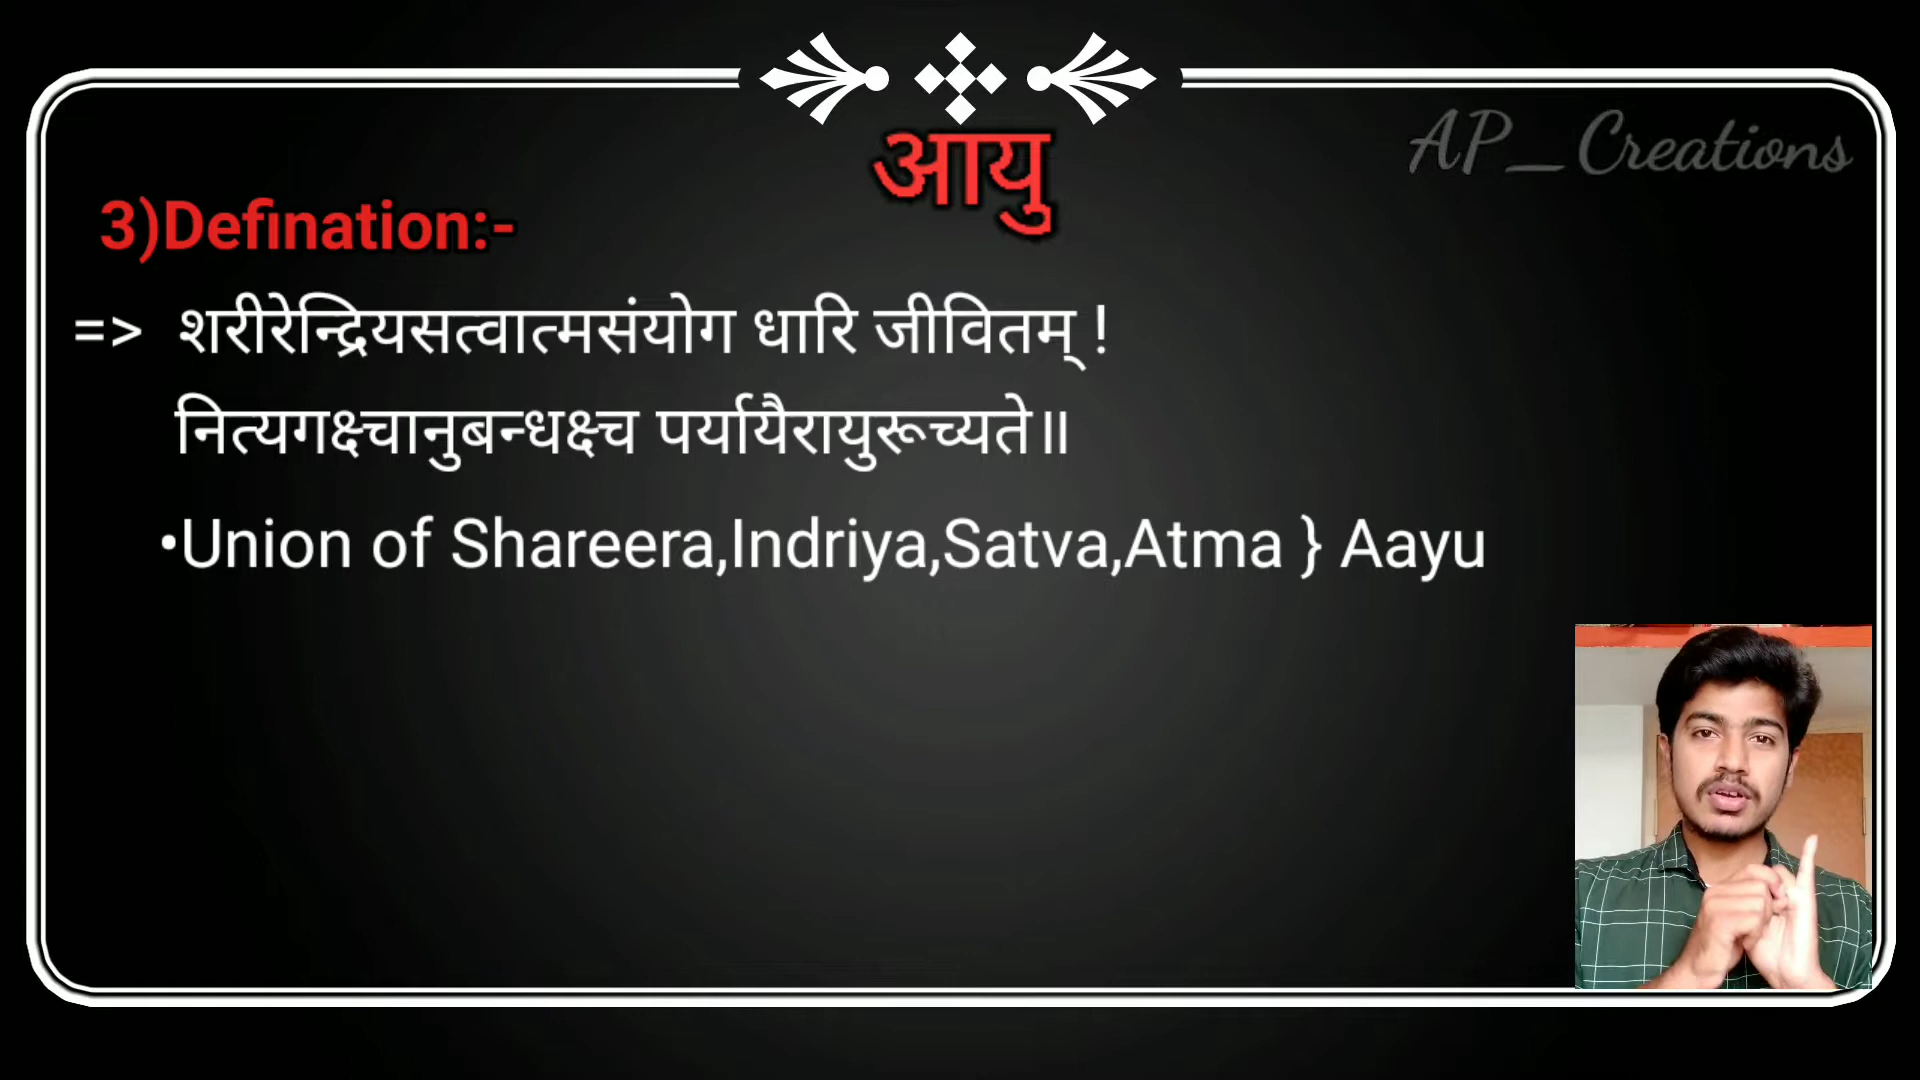 आयु
AP_Creations
3)Defination:-
=> शरीरेन्द्रियसत्वात्मसंयोग धारि जीवितम् !
नित्यगक्ष्चानुबन्धक्ष्च पर्यायैरायुरूच्यते॥
•Union of Shareera,Indriya,Satva,Atma } Aayu